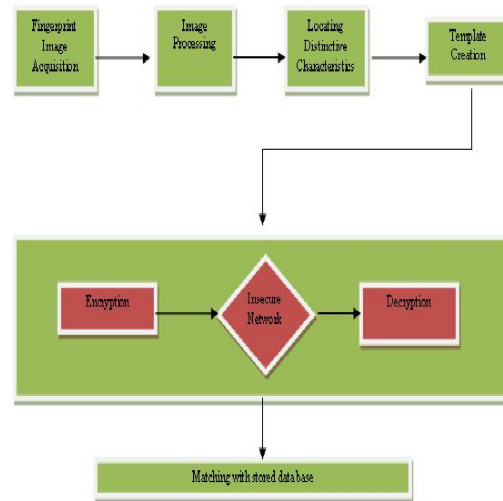 Fingerprint
Image
Acquisition
Image
Processing
Locating
Distinctive
Characteristics
Template
Creation
Encryption
Insecure
Network
Decryption
Matching with stored data base